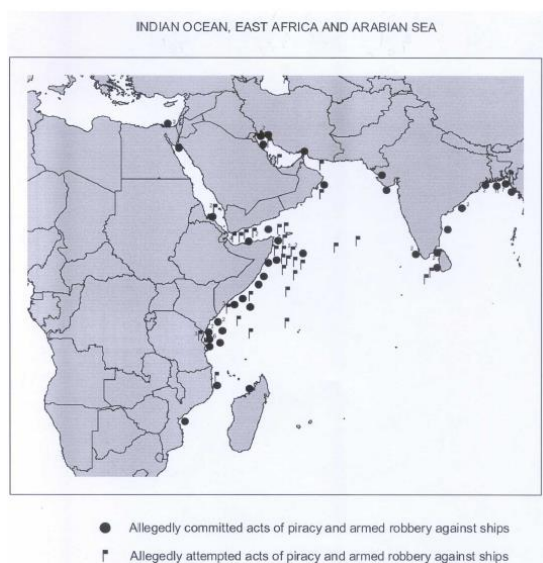 INDIAN OCEAN, EAST AFRICA AND ARABIAN SEA
Allegedly committed acts of piracy and armed robbery against ships
Allegedly attempted acts of piracy and armed robbery against ships